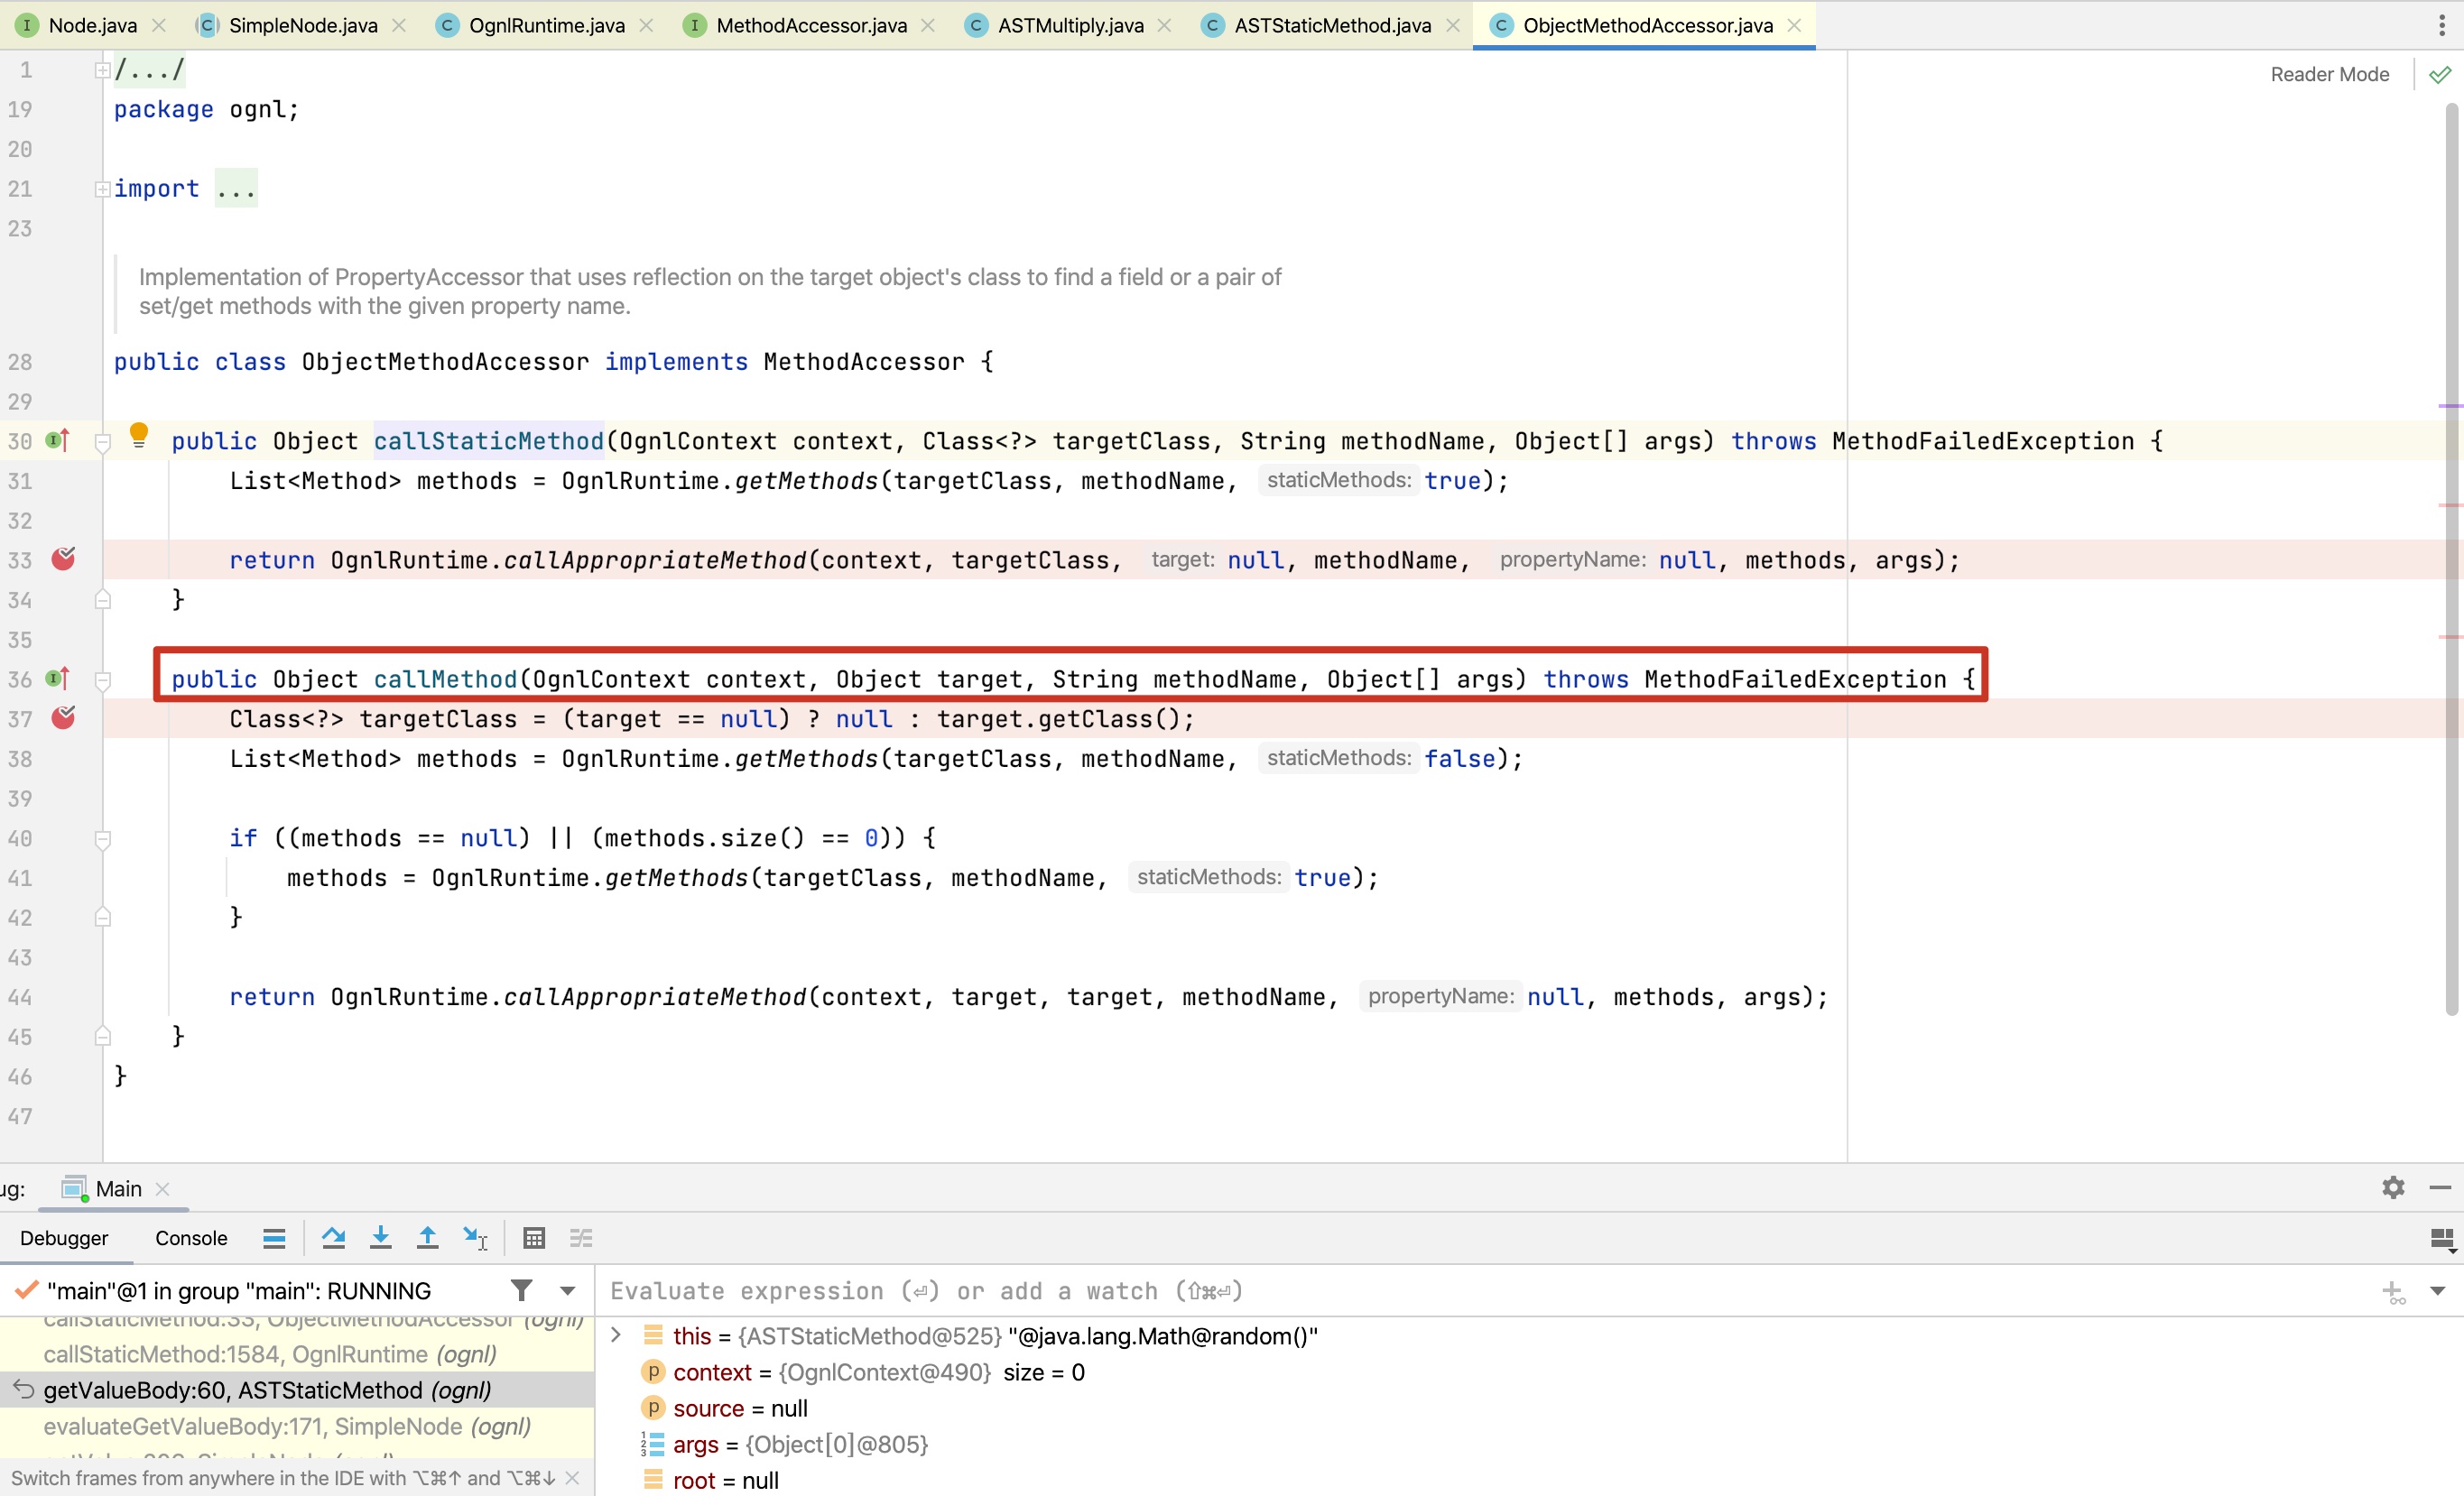 Node.java SimpleNode.java OgnlRuntime.java MethodAccessor.java ASTMultiply.java ASTStaticMethod.java ObjectMethodAccessor.java
Reader Mode
1 /.../
19 package ognl;
20
21 import ...
23
Implementation of PropertyAccessor that uses reflection on the target object's class to find a field or a pair of
set/get methods with the given property name.
28 public class ObjectMethodAccessor implements MethodAccessor {
29
30 public Object callStaticMethod(OgnlContext context, Class<?> targetClass, String methodName, Object[] args) throws MethodFailedException {
31 List<Method> methods = OgnlRuntime.getMethods(targetClass, methodName, staticMethods: true);
32
33 return OgnlRuntime.callAppropriateMethod(context, targetClass, target: null, methodName, propertyName: null, methods, args);
34 }
35
36 public Object callMethod(OgnlContext context, Object target, String methodName, Object[] args) throws MethodFailedException {
37 Class<?> targetClass = (target == null) ? null : target.getClass();
38 List<Method> methods = OgnlRuntime.getMethods(targetClass, methodName, staticMethods: false);
39
40 if ((methods == null) || (methods.size() == 0)) {
41 methods = OgnlRuntime.getMethods(targetClass, methodName, staticMethods: true);
42 }
43
44 return OgnlRuntime.callAppropriateMethod(context, target, target, methodName, propertyName: null, methods, args);
45 }
46 }
47
ug: Main
Debugger Console
"main"@1 in group "main": RUNNING
Evaluate expression (⏎) or add a watch (⇧⌘⏎)
callStaticMethod:33, ObjectMethodAccessor (ognl)
callStaticMethod:1584, OgnlRuntime (ognl)
getValueBody:60, ASTStaticMethod (ognl)
evaluateGetValueBody:171, SimpleNode (ognl)
Switch frames from anywhere in the IDE with ⌥⌘↑ and ⌥⌘↓
this = {ASTStaticMethod@525} "@java.lang.Math@random()"
context = {OgnlContext@490} size = 0
source = null
args = {Object[0]@805}
root = null